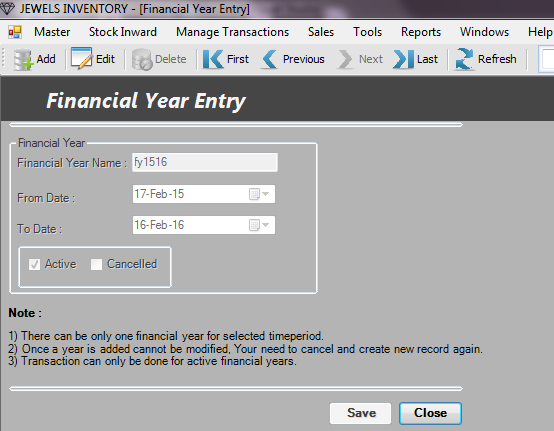 JEWELS INVENTORY - [Financial Year Entry]
Master Stock Inward Manage Transactions Sales Tools Reports Windows Help
Add Edit Delete First Previous Next Last Refresh
Financial Year Entry
Financial Year
Financial Year Name : fy1516
From Date : 17-Feb-15
To Date : 16-Feb-16
Active Cancelled
Note :
1) There can be only one financial year for selected timeperiod.
2) Once a year is added cannot be modified, Your need to cancel and create new record again.
3) Transaction can only be done for active financial years.
Save Close